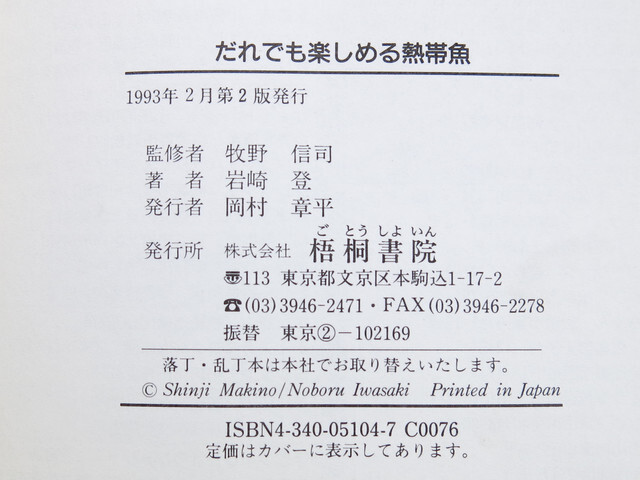 だれでも楽しめる熱帯魚
1993年2月第2版発行
監修者 牧野 信司
著者 岩崎 登
発行者 岡村 章平
ごとうしよいん
発行所 株式会社 梧桐書院
〠113 東京都文京区本駒込1-17-2
☎(03)3946-2471・FAX(03)3946-2278
振替 東京②-102169
落丁・乱丁本は本社でお取り替えいたします。
© Shinji Makino/Noboru Iwasaki Printed in Japan
ISBN4-340-05104-7 C0076
定価はカバーに表示してあります。